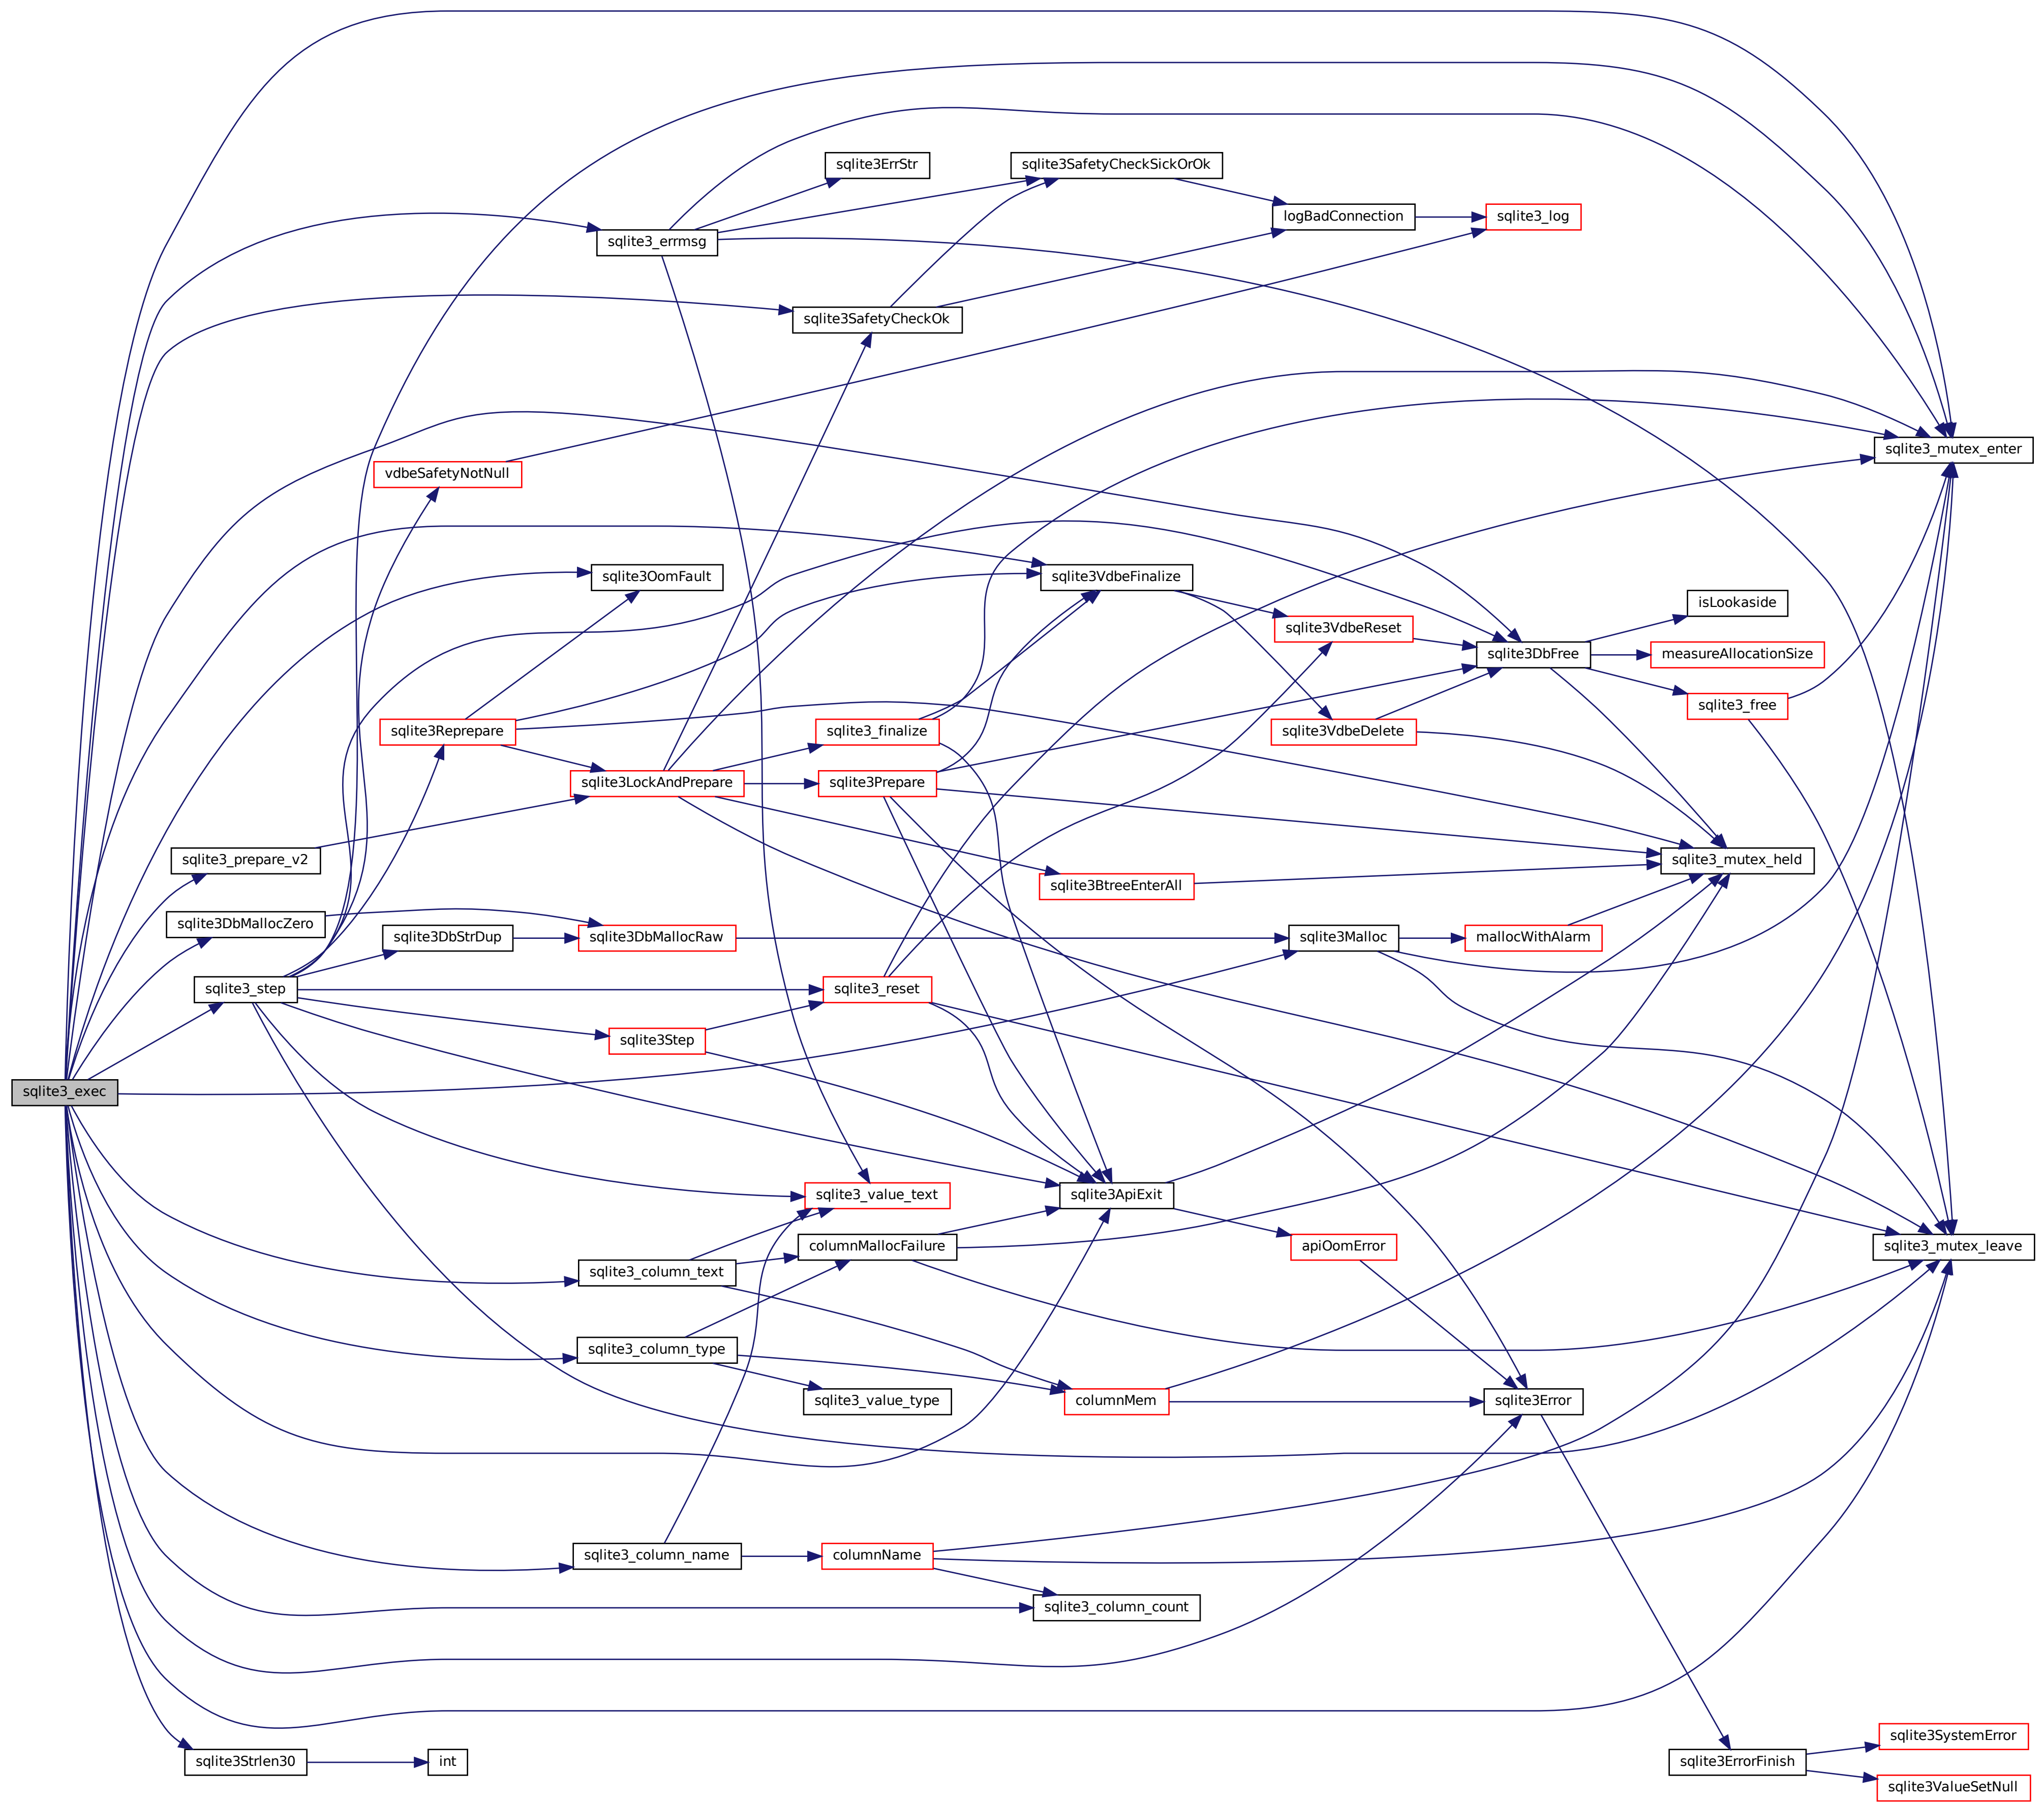 sqlite3ErrStr
sqlite3SafetyCheckSickOrOk
logBadConnection
sqlite3_log
sqlite3_errmsg
sqlite3SafetyCheckOk
sqlite3_mutex_enter
vdbeSafetyNotNull
sqlite3OomFault
sqlite3VdbeFinalize
isLookaside
sqlite3VdbeReset
sqlite3DbFree
measureAllocationSize
sqlite3_free
sqlite3Reprepare
sqlite3_finalize
sqlite3VdbeDelete
sqlite3LockAndPrepare
sqlite3Prepare
sqlite3_prepare_v2
sqlite3_mutex_held
sqlite3BtreeEnterAll
sqlite3DbMallocZero
sqlite3DbStrDup
sqlite3DbMallocRaw
sqlite3Malloc
mallocWithAlarm
sqlite3_step
sqlite3_reset
sqlite3Step
sqlite3_exec
sqlite3_value_text
sqlite3ApiExit
columnMallocFailure
apiOomError
sqlite3_mutex_leave
sqlite3_column_text
sqlite3_column_type
sqlite3_value_type
columnMem
sqlite3Error
sqlite3_column_name
columnName
sqlite3_column_count
sqlite3Strlen30
int
sqlite3ErrorFinish
sqlite3SystemError
sqlite3ValueSetNull